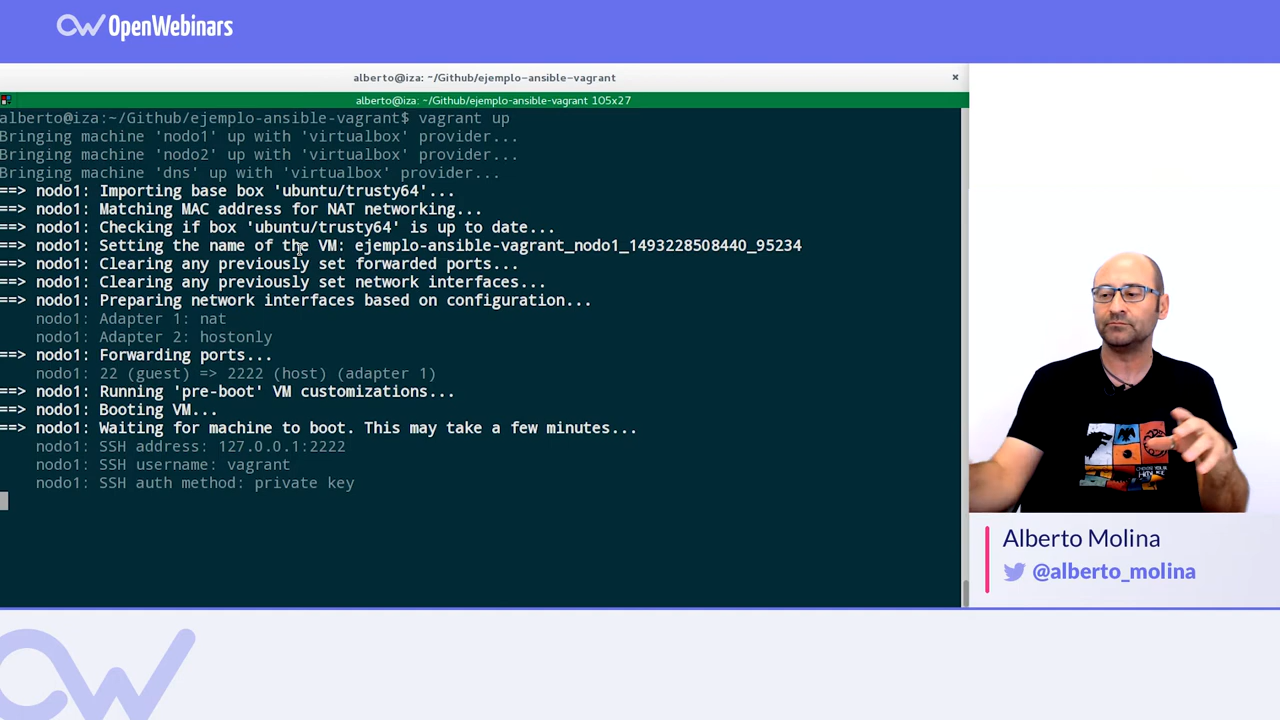 OpenWebinars
alberto@iza: ~/Github/ejemplo-ansible-vagrant
alberto@iza: ~/Github/ejemplo-ansible-vagrant 105x27
alberto@iza:~/Github/ejemplo-ansible-vagrant$ vagrant up
Bringing machine 'nodo1' up with 'virtualbox' provider...
Bringing machine 'nodo2' up with 'virtualbox' provider...
Bringing machine 'dns' up with 'virtualbox' provider...
==> nodo1: Importing base box 'ubuntu/trusty64'...
==> nodo1: Matching MAC address for NAT networking...
==> nodo1: Checking if box 'ubuntu/trusty64' is up to date...
==> nodo1: Setting the name of the VM: ejemplo-ansible-vagrant_nodo1_1493228508440_95234
==> nodo1: Clearing any previously set forwarded ports...
==> nodo1: Clearing any previously set network interfaces...
==> nodo1: Preparing network interfaces based on configuration...
nodo1: Adapter 1: nat
nodo1: Adapter 2: hostonly
==> nodo1: Forwarding ports...
nodo1: 22 (guest) => 2222 (host) (adapter 1)
==> nodo1: Running 'pre-boot' VM customizations...
==> nodo1: Booting VM...
==> nodo1: Waiting for machine to boot. This may take a few minutes...
nodo1: SSH address: 127.0.0.1:2222
nodo1: SSH username: vagrant
nodo1: SSH auth method: private key
Alberto Molina
@alberto_molina